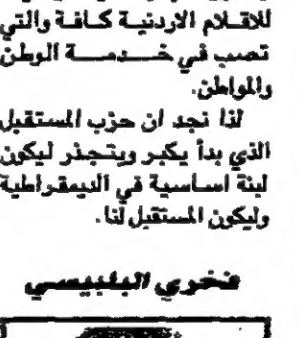 للاقلام الاردنية كافة والتي
تصب في خدمة الوطن
والمواطن.
لذا نجد ان حزب المستقبل
الذي بدأ يكبر ويتجذر ليكون
لبنة اساسية في الديمقراطية
وليكون المستقبل لنا.
فخري البلبيسي